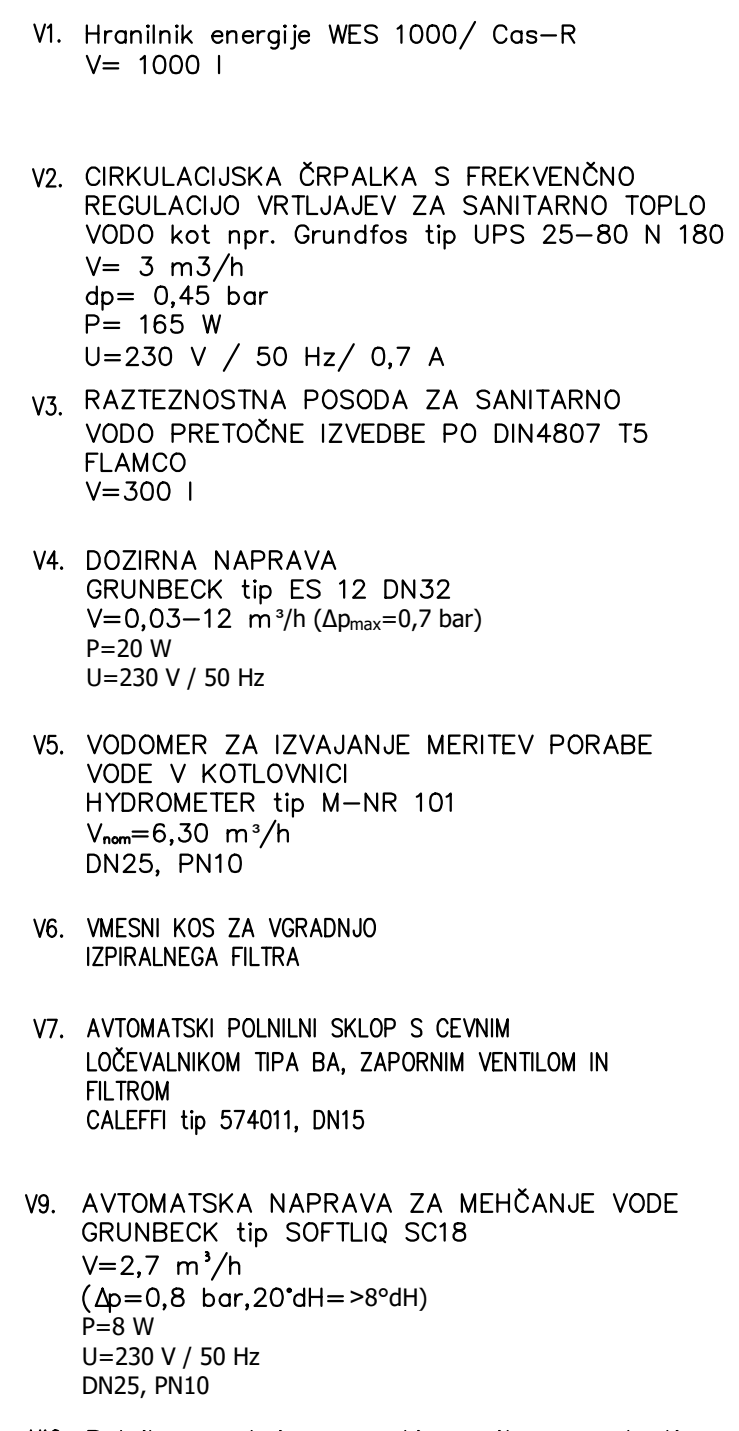 V1. Hranilnik energije WES 1000/ Cas-R
V= 1000 l
V2. CIRKULACIJSKA ČRPALKA S FREKVENČNO
REGULACIJO VRTLJAJEV ZA SANITARNO TOPLO
VODO kot npr. Grundfos tip UPS 25-80 N 180
V= 3 m3/h
dp= 0,45 bar
P= 165 W
U=230 V / 50 Hz/ 0,7 A
V3. RAZTEZNOSTNA POSODA ZA SANITARNO
VODO PRETOČNE IZVEDBE PO DIN4807 T5
FLAMCO
V=300 l
V4. DOZIRNA NAPRAVA
GRUNBECK tip ES 12 DN32
V=0,03-12 m³/h (Δpmax=0,7 bar)
P=20 W
U=230 V / 50 Hz
V5. VODOMER ZA IZVAJANJE MERITEV PORABE
VODE V KOTLOVNICI
HYDROMETER tip M-NR 101
Vnom=6,30 m³/h
DN25, PN10
V6. VMESNI KOS ZA VGRADNJO
IZPIRALNEGA FILTRA
V7. AVTOMATSKI POLNILNI SKLOP S CEVNIM
LOČEVALNIKOM TIPA BA, ZAPORNIM VENTILOM IN
FILTROM
CALEFFI tip 574011, DN15
V9. AVTOMATSKA NAPRAVA ZA MEHČANJE VODE
GRUNBECK tip SOFTLIQ SC18
V=2,7 m³/h
(Δp=0,8 bar,20°dH=>8°dH)
P=8 W
U=230 V / 50 Hz
DN25, PN10